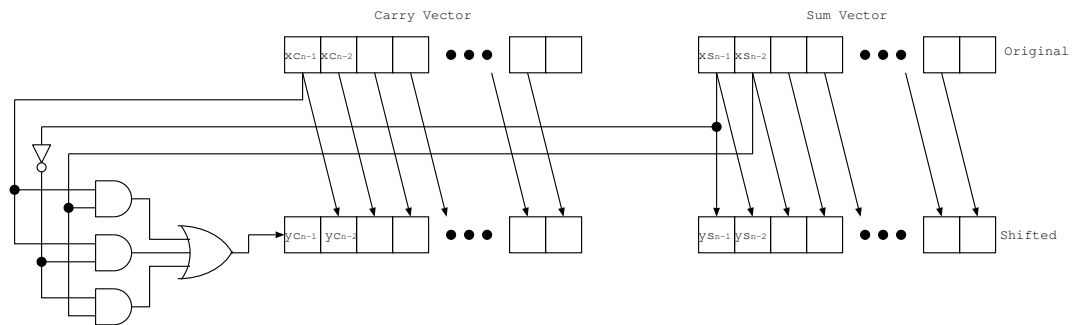 Carry Vector
Sum Vector
xcn-1 xcn-2
xsn-1 xsn-2
Original
ycn-1 ycn-2
ysn-1 ysn-2
Shifted